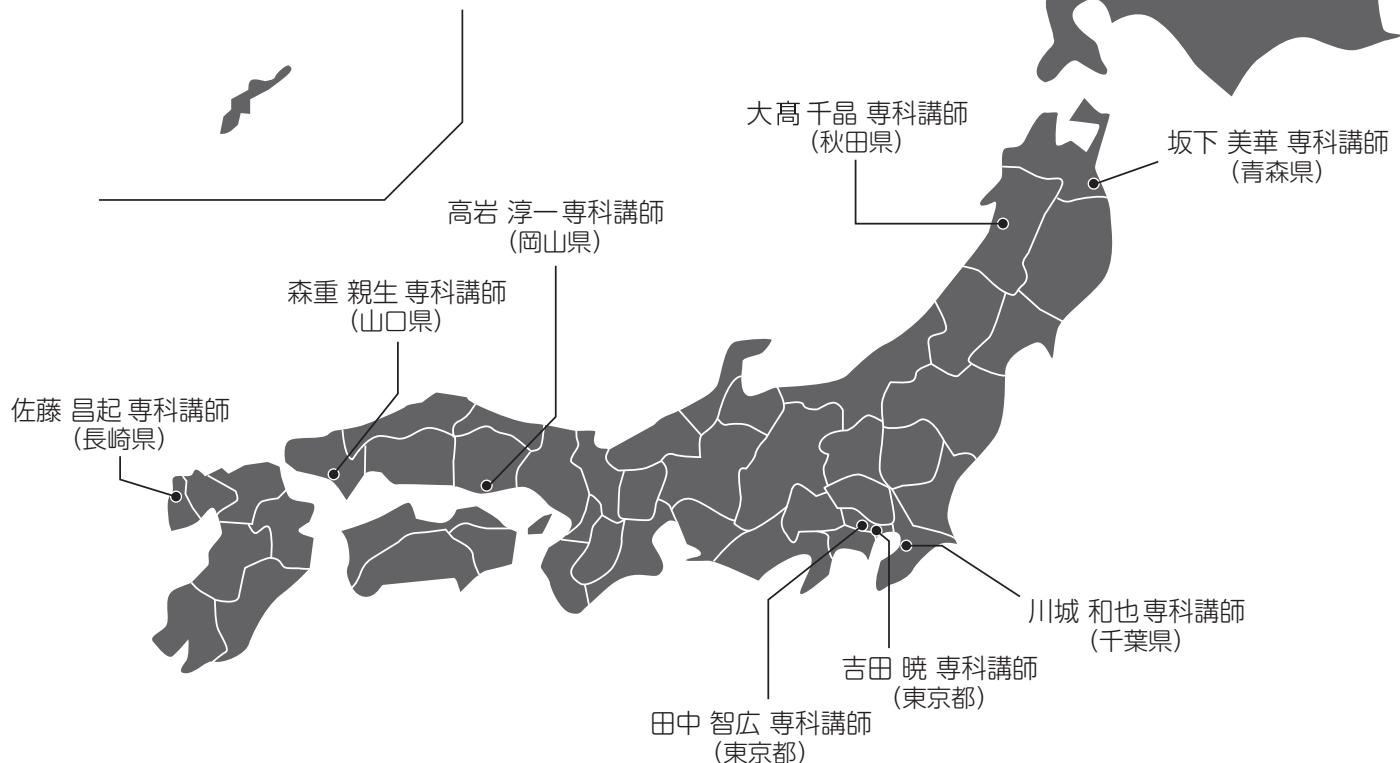 大髙 千晶 専科講師
（秋田県）
坂下 美華 専科講師
（青森県）
高岩 淳一 専科講師
（岡山県）
森重 親生 専科講師
（山口県）
佐藤 昌起 専科講師
（長崎県）
川城 和也 専科講師
（千葉県）
吉田 暁 専科講師
（東京都）
田中 智広 専科講師
（東京都）